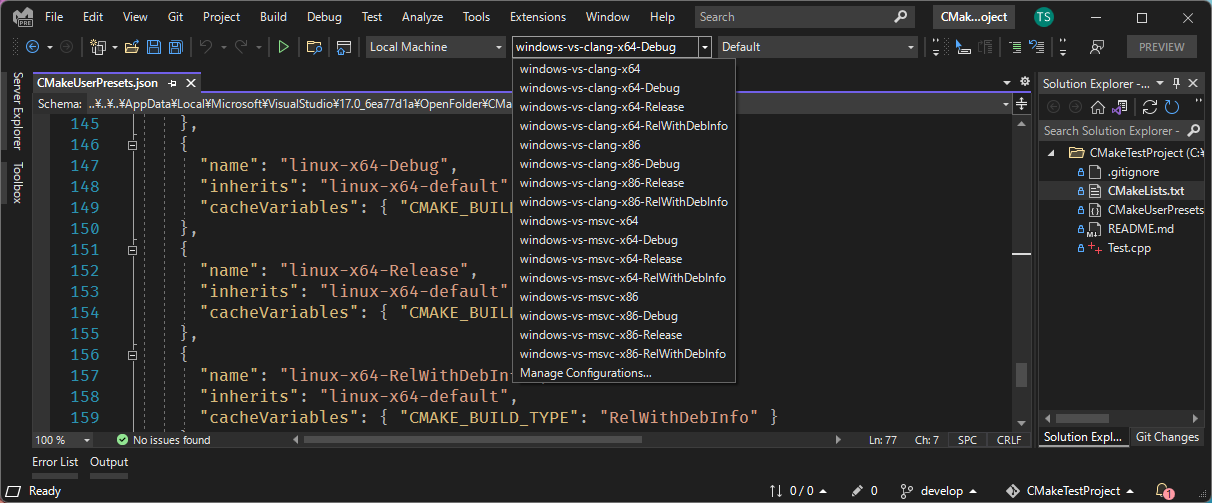 File Edit View Git Project Build Debug Test Analyze Tools Extensions Window Help Search CMak...oject TS
PRE
Local Machine windows-vs-clang-x64-Debug Default PREVIEW
Server Explorer
Toolbox
CMakeUserPresets.json
Schema: ..¥..¥..¥AppData¥Local¥Microsoft¥VisualStudio¥17.0_6ea77d1a¥OpenFolder¥CMa
145 },
146 {
147 "name": "linux-x64-Debug",
148 "inherits": "linux-x64-default"
149 "cacheVariables": { "CMAKE_BUIL
150 },
151 {
152 "name": "linux-x64-Release",
153 "inherits": "linux-x64-default"
154 "cacheVariables": { "CMAKE_BUIL
155 },
156 {
157 "name": "linux-x64-RelWithDebIn
158 "inherits": "linux-x64-default",
159 "cacheVariables": { "CMAKE_BUILD_TYPE": "RelWithDebInfo" }
windows-vs-clang-x64
windows-vs-clang-x64-Debug
windows-vs-clang-x64-Release
windows-vs-clang-x64-RelWithDebInfo
windows-vs-clang-x86
windows-vs-clang-x86-Debug
windows-vs-clang-x86-Release
windows-vs-clang-x86-RelWithDebInfo
windows-vs-msvc-x64
windows-vs-msvc-x64-Debug
windows-vs-msvc-x64-Release
windows-vs-msvc-x64-RelWithDebInfo
windows-vs-msvc-x86
windows-vs-msvc-x86-Debug
windows-vs-msvc-x86-Release
windows-vs-msvc-x86-RelWithDebInfo
Manage Configurations...
Solution Explorer -...
Search Solution Explorer -
CMakeTestProject (C:¥
.gitignore
CMakeLists.txt
CMakeUserPresets
README.md
Test.cpp
Solution Expl... Git Changes
100 % No issues found Ln: 77 Ch: 7 SPC CRLF
Error List Output
Ready 0 / 0 0 develop CMakeTestProject 1